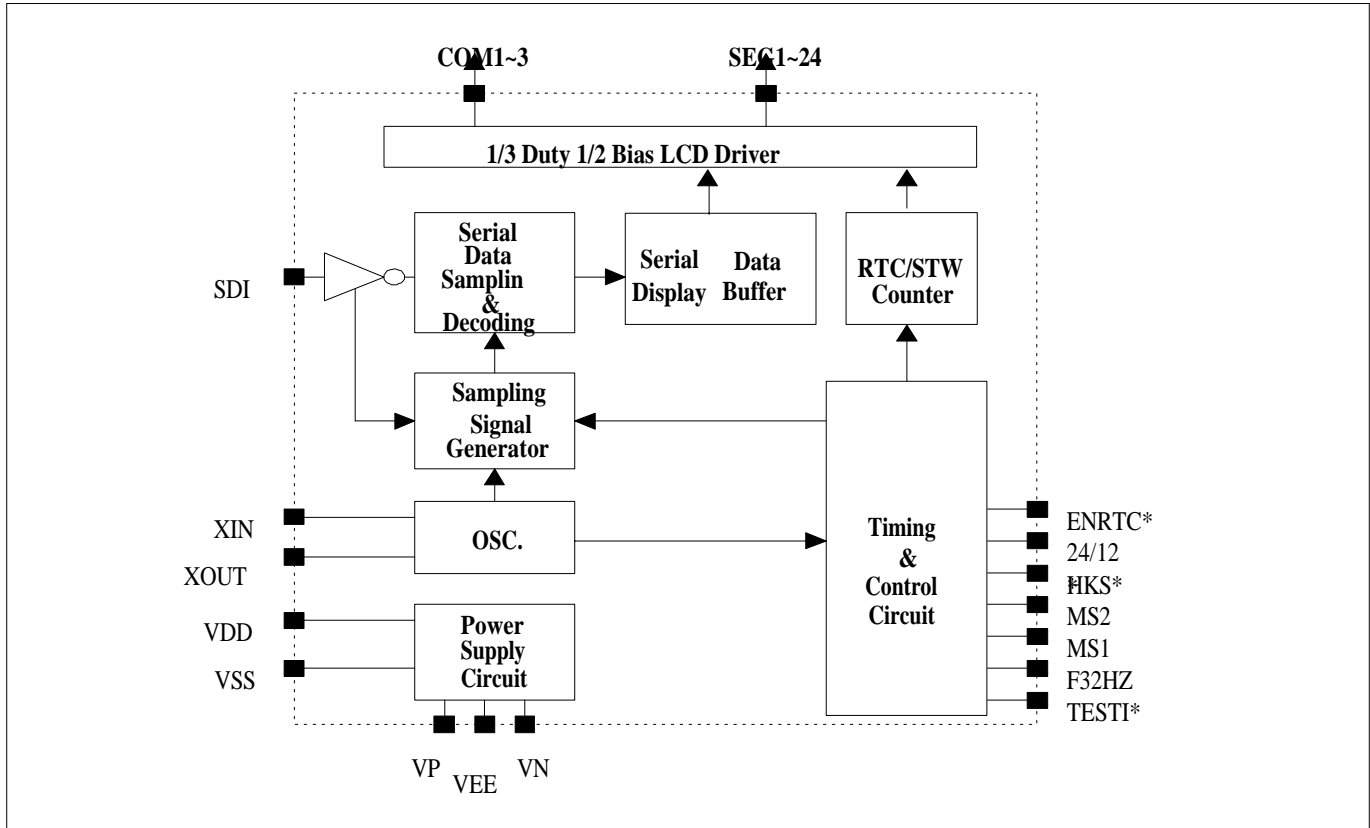 COM1~3
SEG1~24
1/3 Duty 1/2 Bias LCD Driver
SDI
Serial
Data
Samplin
&
Decoding
Serial Data
Display Buffer
RTC/STW
Counter
Sampling
Signal
Generator
XIN
XOUT
OSC.
Timing
&
Control
Circuit
ENRTC*
24/12
*
HKS*
MS2
MS1
F32HZ
TESTI*
VDD
VSS
Power
Supply
Circuit
VP
VEE
VN